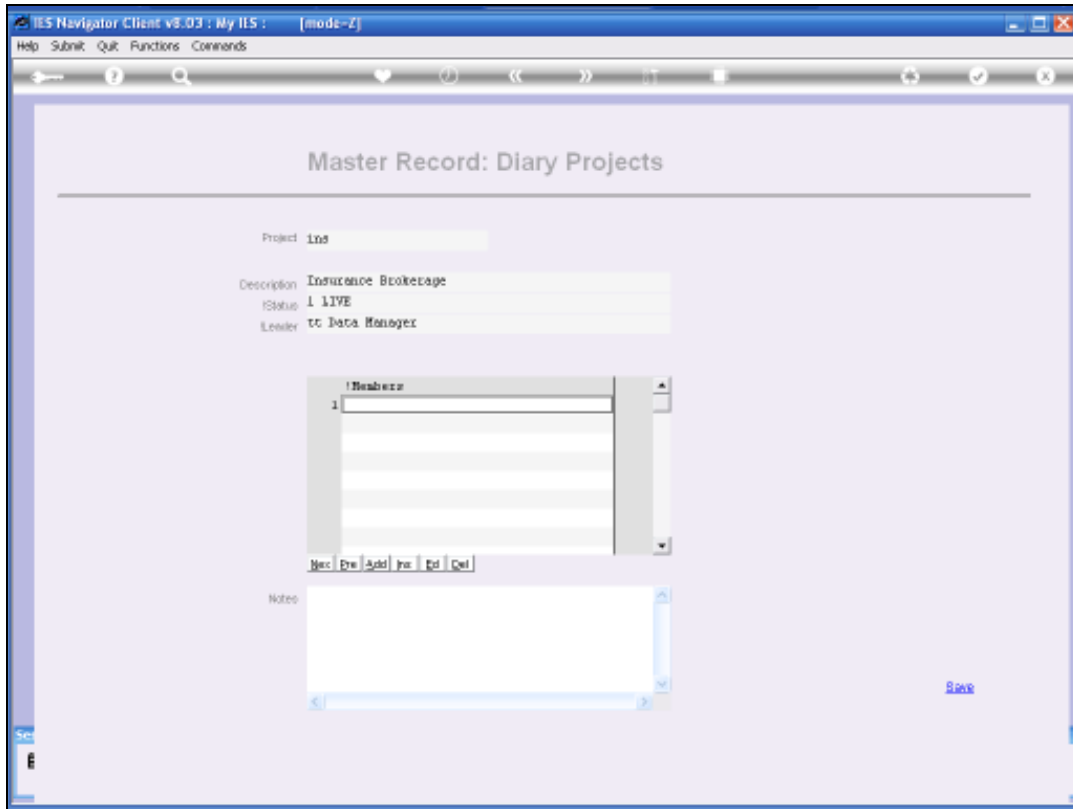 IES Navigator Client v8.03 : My IES : [mode=Z]
Help Submit Quit Functions Commands
Master Record: Diary Projects
Project ins
Description Insurance Brokerage
!Status 1 LIVE
!Leader tt Data Manager
!Members
1
Nex Pre Add Ins Ed Del
Notes
Save